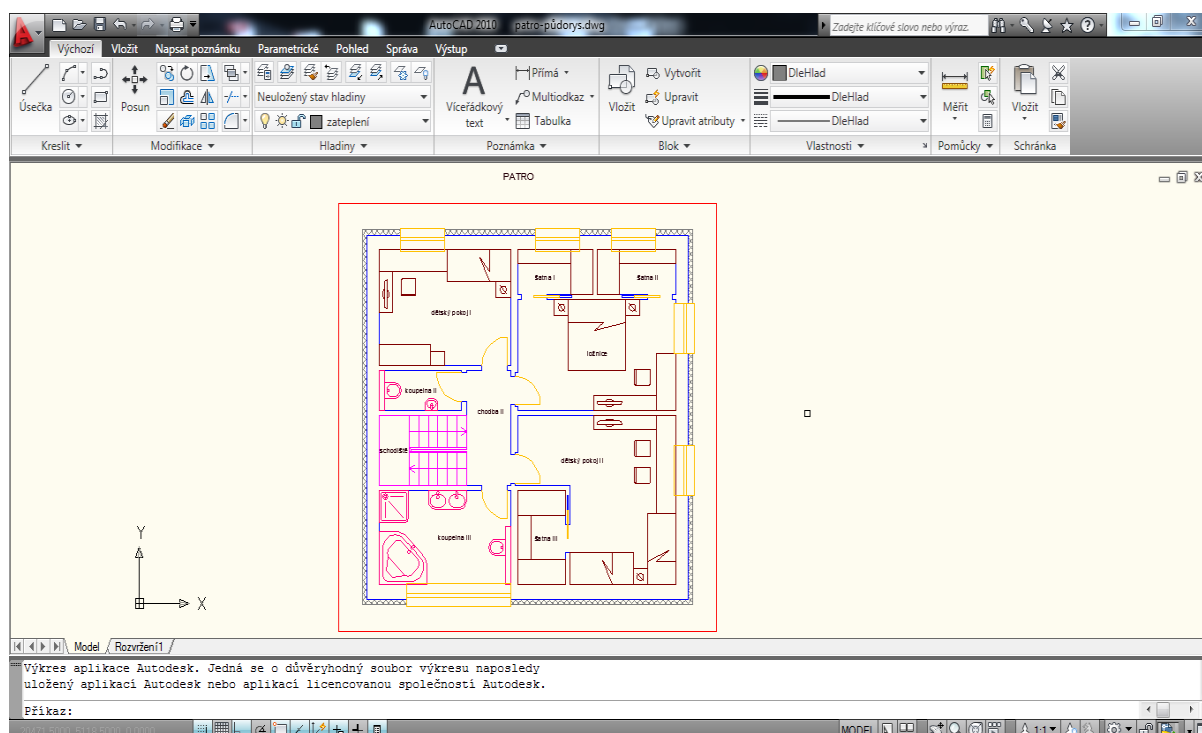 AutoCAD 2010 patro-půdorys.dwg Zadejte klíčové slovo nebo výraz.
Výchozí Vložit Napsat poznámku Parametrické Pohled Správa Výstup
Úsečka
Posun
Neuložený stav hladiny
zateplení
Víceřádkový text
Přímá
Multiodkaz
Tabulka
Vložit
Vytvořit
Upravit
Upravit atributy
DleHlad
DleHlad
DleHlad
Měřit
Vložit
Kreslit Modifikace Hladiny Poznámka Blok Vlastnosti Pomůcky Schránka
PATRO
šatna I
šatna II
dětský pokoj I
ložnice
koupelna II
chodba II
schodiště
dětský pokoj II
koupelna III
šatna III
Y
X
Model Rozvržení1
Výkres aplikace Autodesk. Jedná se o důvěryhodný soubor výkresu naposledy
uložený aplikací Autodesk nebo aplikací licencovanou společností Autodesk.
Příkaz:
MODEL 1:1